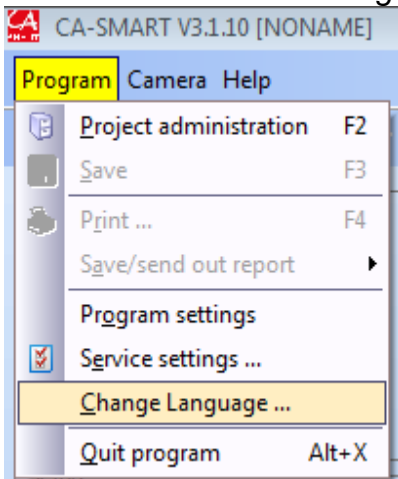 CA-SMART V3.1.10 [NONAME]
Program Camera Help
Project administration F2
Save F3
Print ... F4
Save/send out report
Program settings
Service settings ...
Change Language ...
Quit program Alt+X